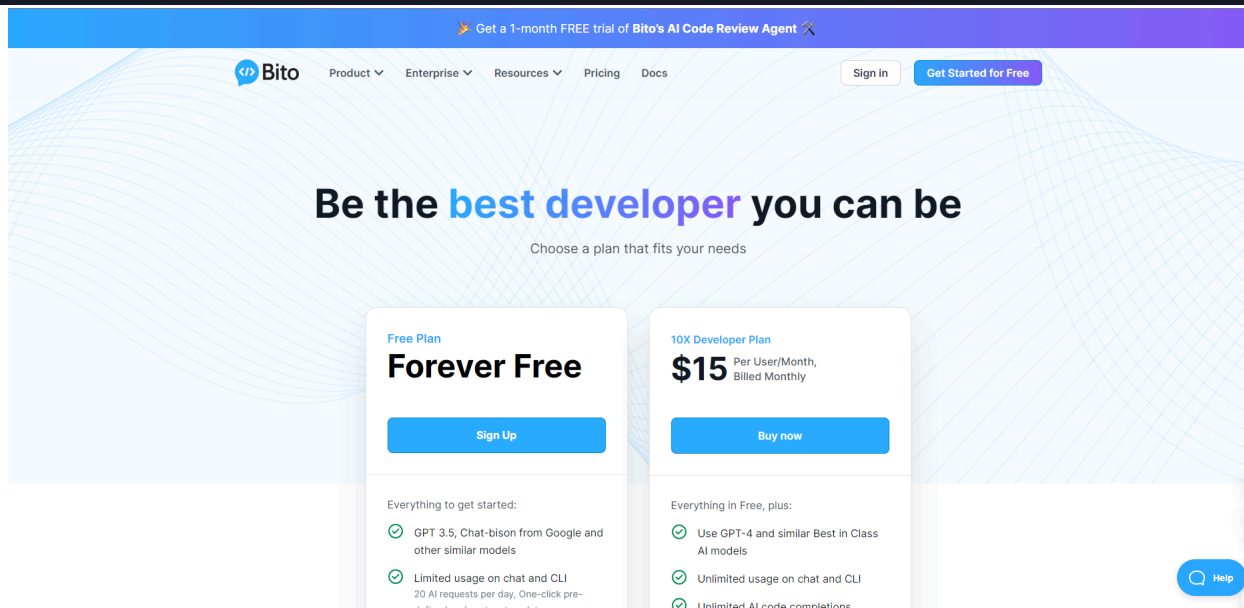 🎉 Get a 1-month FREE trial of Bito's AI Code Review Agent 🛠️
Bito
Product
Enterprise
Resources
Pricing
Docs
Sign in
Get Started for Free
Be the best developer you can be
Choose a plan that fits your needs
Free Plan
Forever Free
Sign Up
Everything to get started:
GPT 3.5, Chat-bison from Google and
other similar models
Limited usage on chat and CLI
20 AI requests per day, One-click pre-
10X Developer Plan
$15 Per User/Month,
Billed Monthly
Buy now
Everything in Free, plus:
Use GPT-4 and similar Best in Class
AI models
Unlimited usage on chat and CLI
Unlimited AI code completions
Help